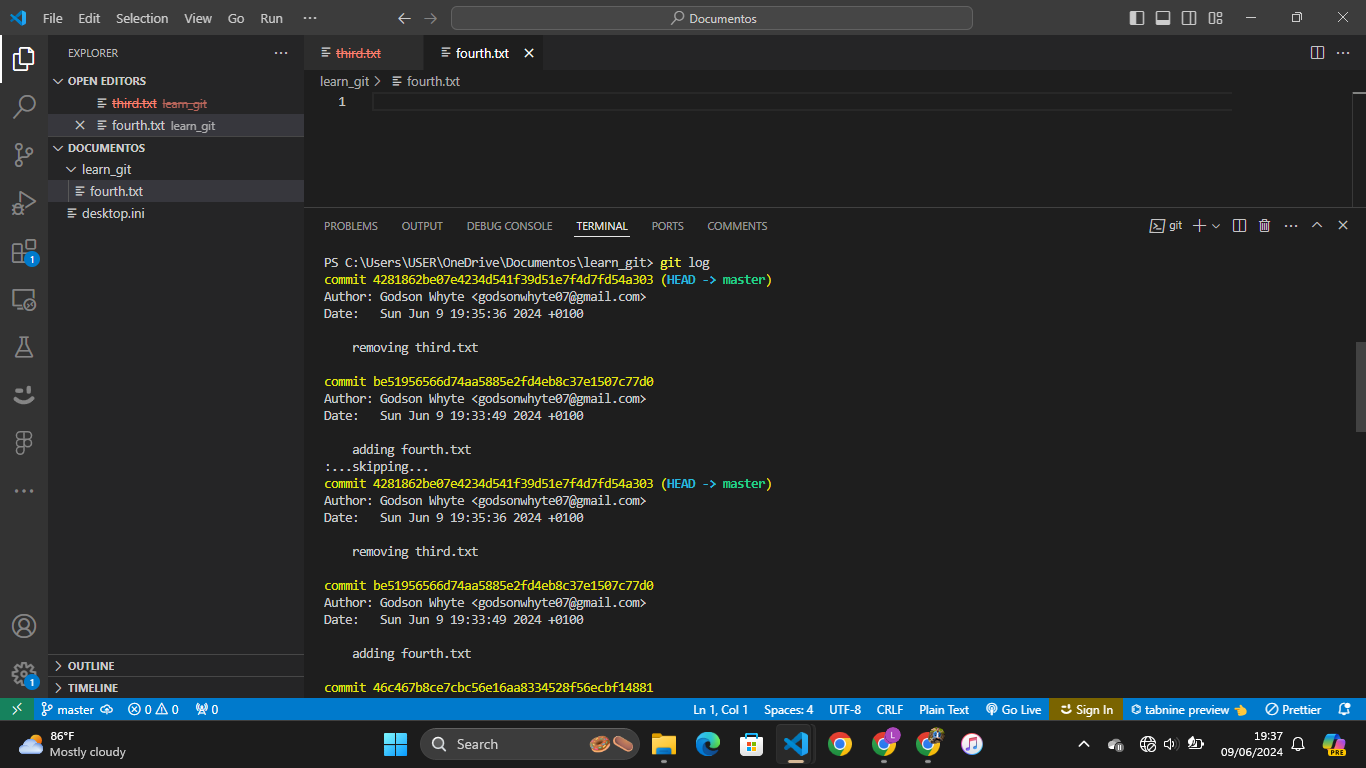 File Edit Selection View Go Run ··· Documentos
EXPLORER
OPEN EDITORS
third.txt learn_git
fourth.txt learn_git
DOCUMENTOS
learn_git
fourth.txt
desktop.ini
OUTLINE
TIMELINE
third.txt fourth.txt
learn_git > fourth.txt
1
PROBLEMS OUTPUT DEBUG CONSOLE TERMINAL PORTS COMMENTS git
PS C:\Users\USER\OneDrive\Documentos\learn_git> git log
commit 4281862be07e4234d541f39d51e7f4d7fd54a303 (HEAD -> master)
Author: Godson Whyte <godsonwhyte07@gmail.com>
Date:   Sun Jun 9 19:35:36 2024 +0100
removing third.txt
commit be51956566d74aa5885e2fd4eb8c37e1507c77d0
Author: Godson Whyte <godsonwhyte07@gmail.com>
Date:   Sun Jun 9 19:33:49 2024 +0100
adding fourth.txt
:...skipping...
commit 4281862be07e4234d541f39d51e7f4d7fd54a303 (HEAD -> master)
Author: Godson Whyte <godsonwhyte07@gmail.com>
Date:   Sun Jun 9 19:35:36 2024 +0100
removing third.txt
commit be51956566d74aa5885e2fd4eb8c37e1507c77d0
Author: Godson Whyte <godsonwhyte07@gmail.com>
Date:   Sun Jun 9 19:33:49 2024 +0100
adding fourth.txt
commit 46c467b8ce7cbc56e16aa8334528f56ecbf14881
1
1
master 0 0 0 Ln 1, Col 1 Spaces: 4 UTF-8 CRLF Plain Text Go Live Sign In tabnine preview Prettier
86°F
Mostly cloudy
Search
L
19:37
09/06/2024
PRE